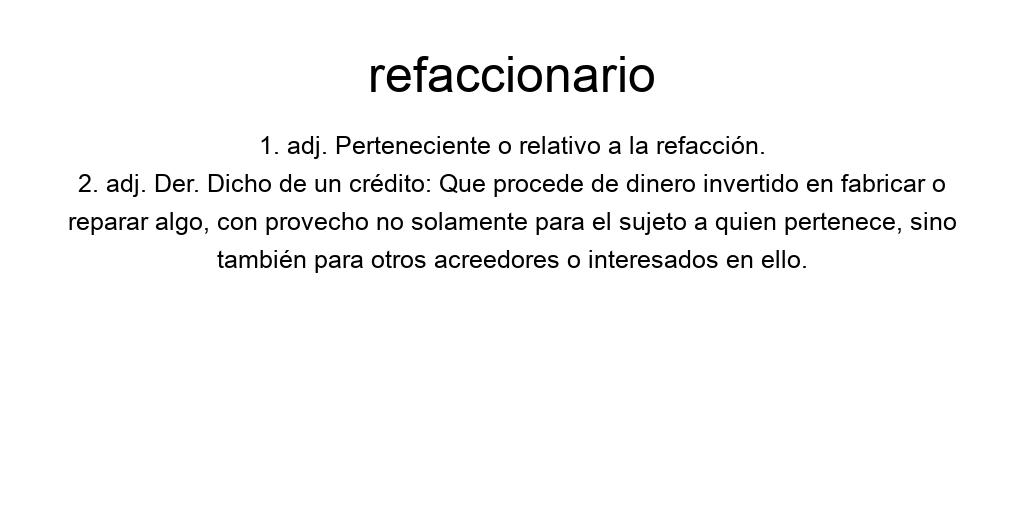 refaccionario
1. adj. Perteneciente o relativo a la refacción.
2. adj. Der. Dicho de un crédito: Que procede de dinero invertido en fabricar o
reparar algo, con provecho no solamente para el sujeto a quien pertenece, sino
también para otros acreedores o interesados en ello.